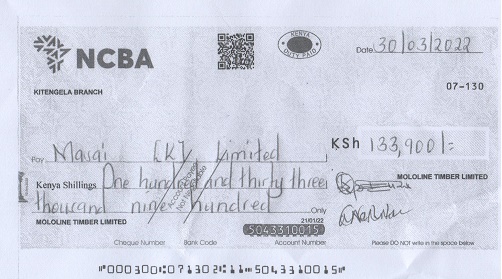 NCBA
KENYA
DUTY PAID
Date 30/03/2022
KITENGELA BRANCH
07-130
Pay Masai [K] Limited
KSh 133,900/=
Kenya Shillings One hundred and thirty three
thousand nine hundred Only
MOLOLINE TIMBER LIMITED
MOLOLINE TIMBER LIMITED
21/01/22
5043310015
Cheque Number Bank Code Account Number Please DO NOT write in the space below
"000300⑆07130 2⑆11⑈5043310015⑈